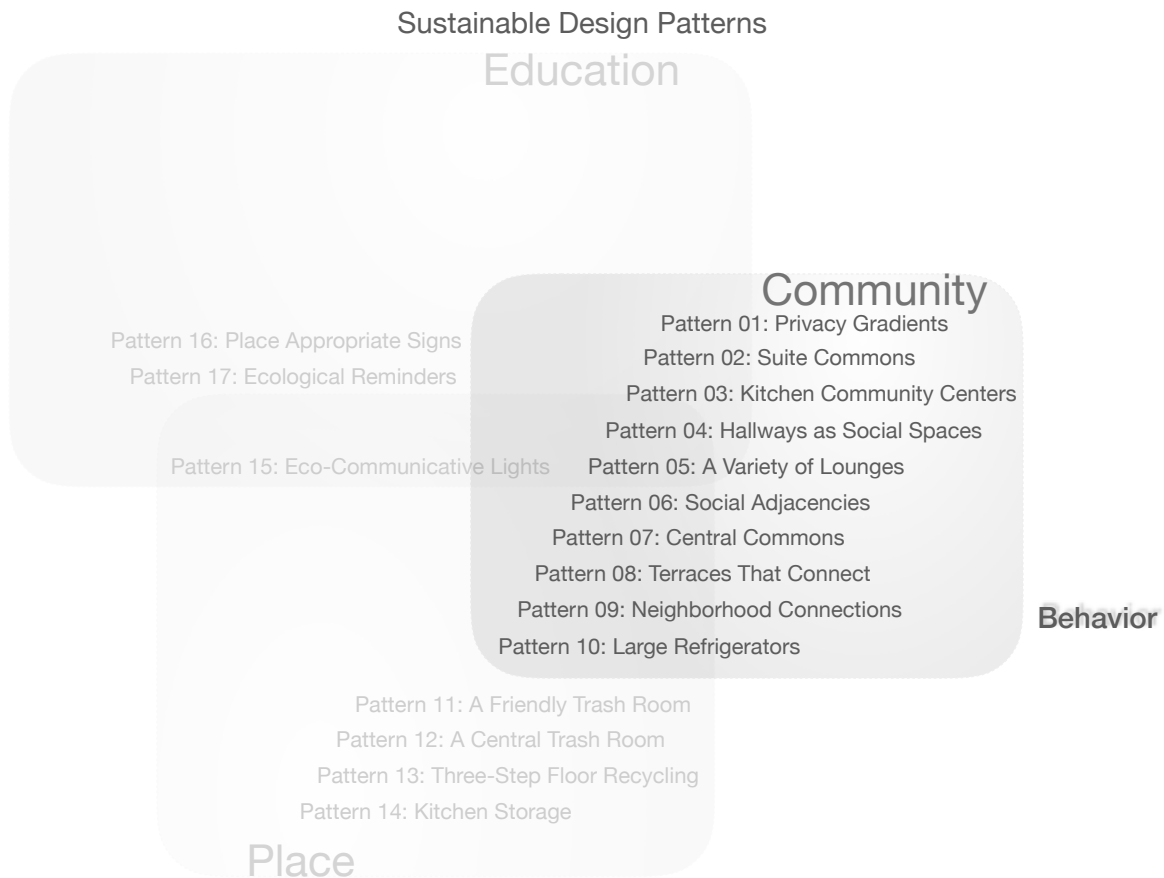 Sustainable Design Patterns
Education
Community
Pattern 01: Privacy Gradients
Pattern 16: Place Appropriate Signs
Pattern 02: Suite Commons
Pattern 17: Ecological Reminders
Pattern 03: Kitchen Community Centers
Pattern 04: Hallways as Social Spaces
Pattern 15: Eco-Communicative Lights
Pattern 05: A Variety of Lounges
Pattern 06: Social Adjacencies
Pattern 07: Central Commons
Pattern 08: Terraces That Connect
Pattern 09: Neighborhood Connections
Behavior
Pattern 10: Large Refrigerators
Pattern 11: A Friendly Trash Room
Pattern 12: A Central Trash Room
Pattern 13: Three-Step Floor Recycling
Pattern 14: Kitchen Storage
Place